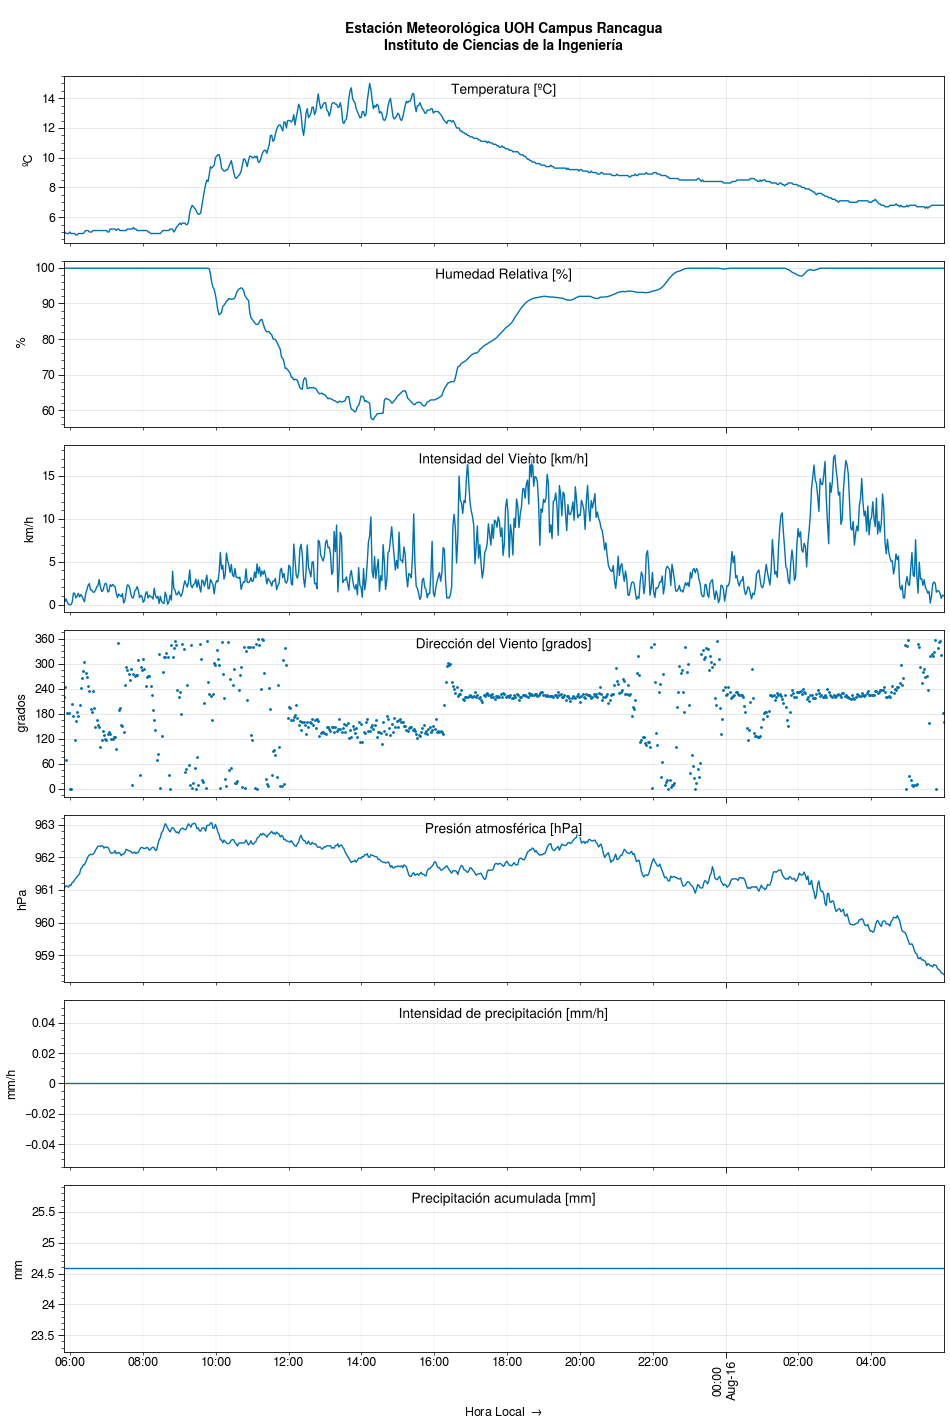 Estación Meteorológica UOH Campus Rancagua
Instituto de Ciencias de la Ingeniería
Temperatura [ºC]
ºC
14
12
10
8
6
Humedad Relativa [%]
%
100
90
80
70
60
Intensidad del Viento [km/h]
km/h
15
10
5
0
Dirección del Viento [grados]
grados
360
300
240
180
120
60
0
Presión atmosférica [hPa]
hPa
963
962
961
960
959
Intensidad de precipitación [mm/h]
mm/h
0.04
0.02
0
−0.02
−0.04
Precipitación acumulada [mm]
mm
25.5
25
24.5
24
23.5
06:00 08:00 10:00 12:00 14:00 16:00 18:00 20:00 22:00 00:00 02:00 04:00
Aug-16
Hora Local →